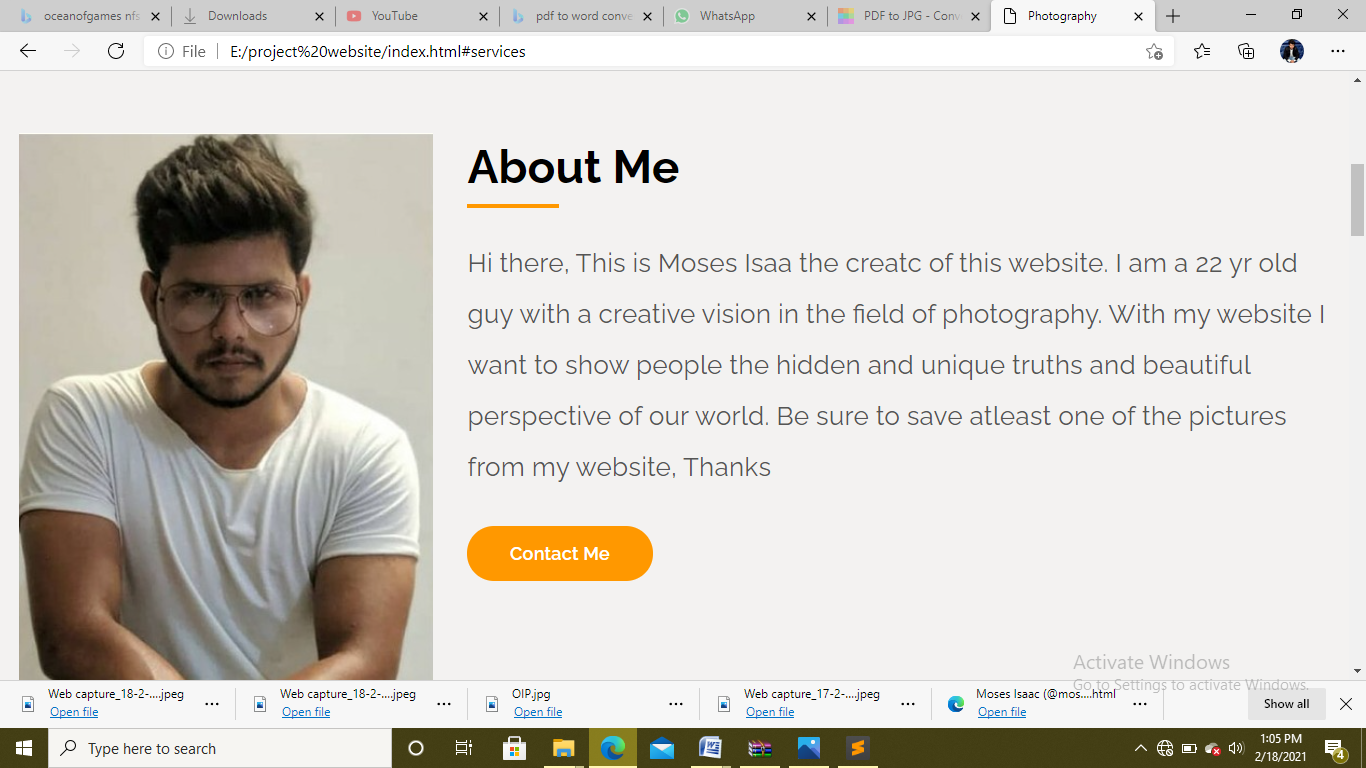 oceanofgames nfs
Downloads
YouTube
pdf to word conve
WhatsApp
PDF to JPG - Conv
Photography
File
E:/project%20website/index.html#services
About Me
Hi there, This is Moses Isaa the creatc of this website. I am a 22 yr old
guy with a creative vision in the field of photography. With my website I
want to show people the hidden and unique truths and beautiful
perspective of our world. Be sure to save atleast one of the pictures
from my website, Thanks
Contact Me
Activate Windows
Go to Settings to activate Windows.
Web capture_18-2-....jpeg
Open file
Web capture_18-2-....jpeg
Open file
OIP.jpg
Open file
Web capture_17-2-....jpeg
Open file
Moses Isaac (@mos....html
Open file
Show all
Type here to search
1:05 PM
2/18/2021
4